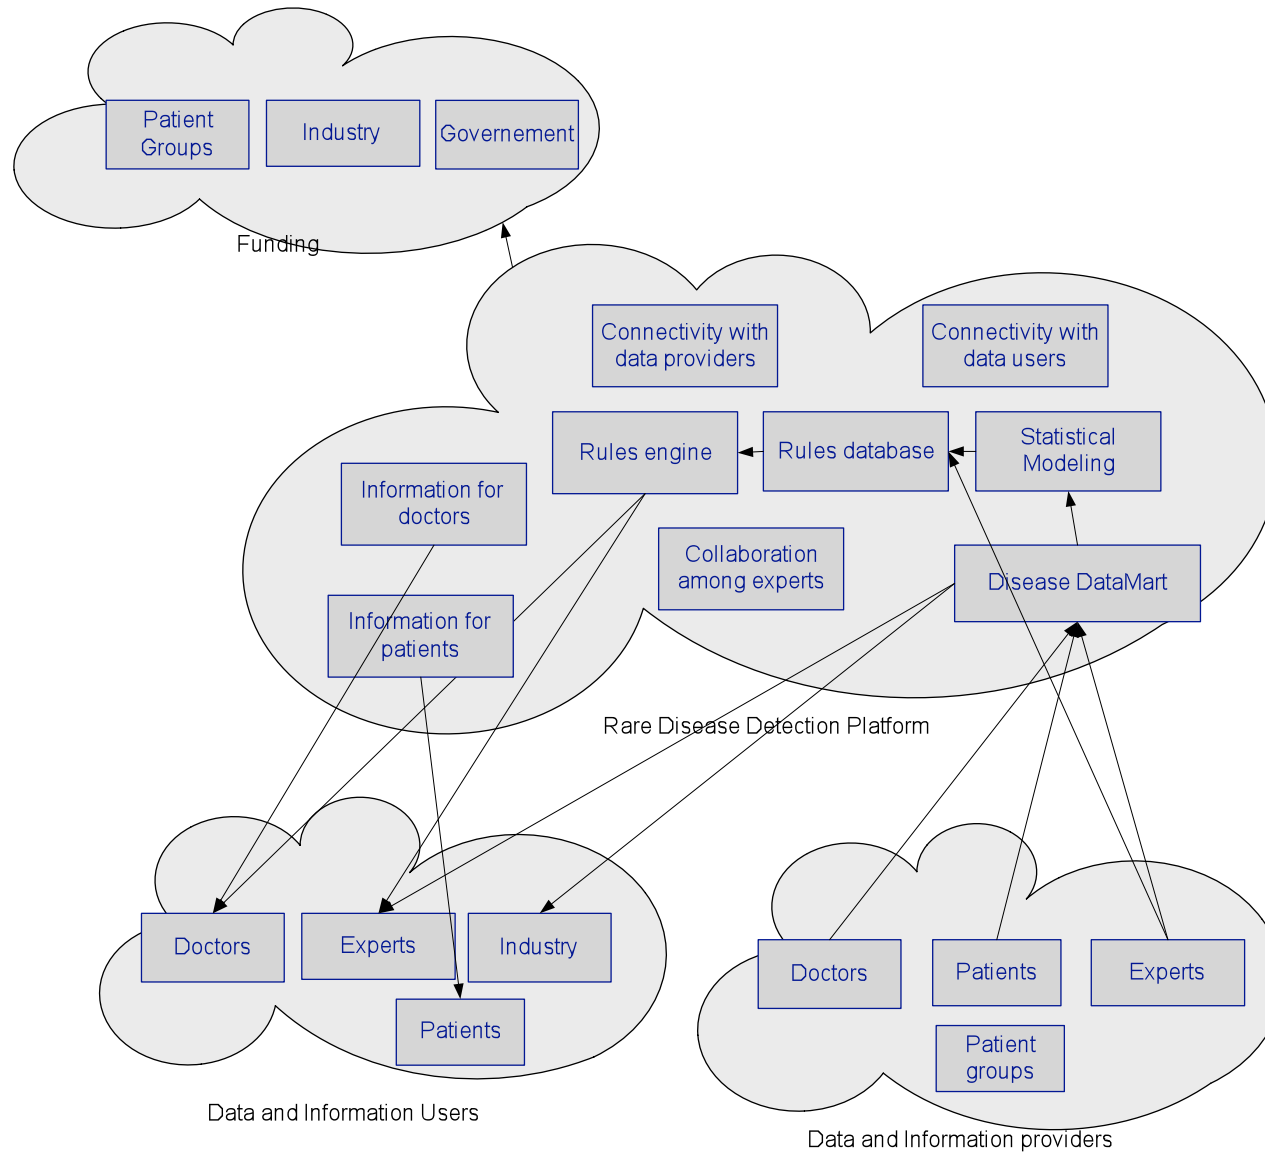 Patient
Groups
Industry
Governement
Funding
Connectivity with
data providers
Connectivity with
data users
Rules engine
Rules database
Statistical
Modeling
Information for
doctors
Collaboration
among experts
Disease DataMart
Information for
patients
Rare Disease Detection Platform
Doctors
Experts
Industry
Patients
Data and Information Users
Doctors
Patients
Experts
Patient
groups
Data and Information providers